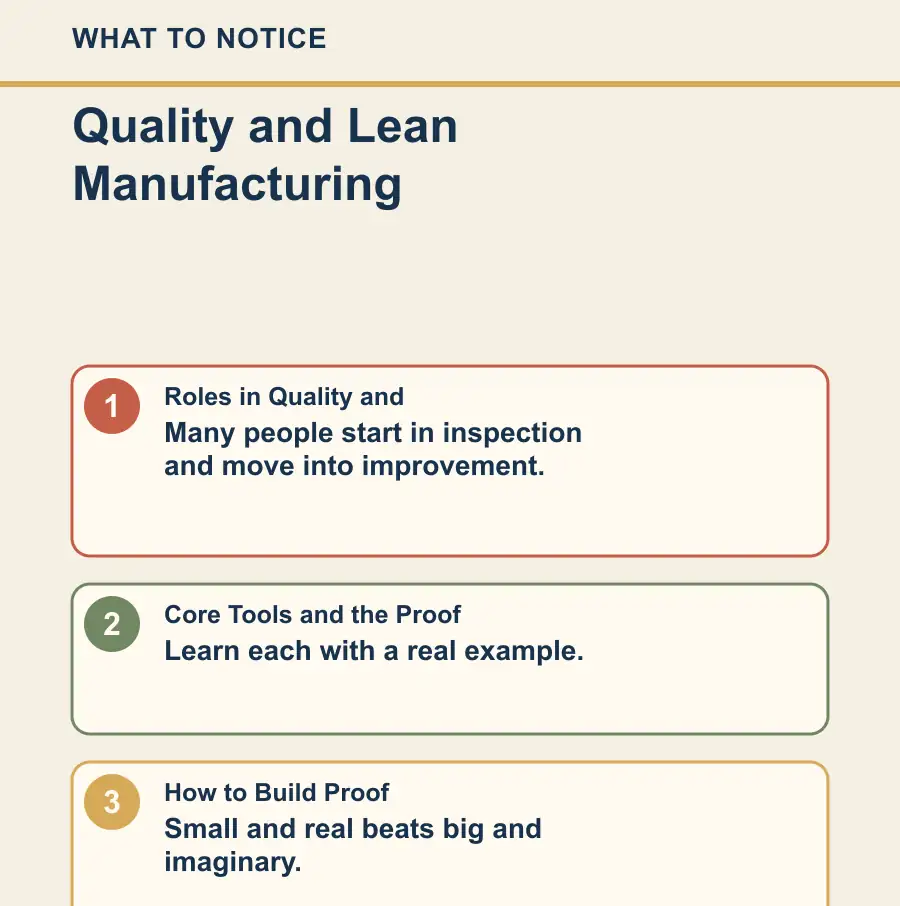 WHAT TO NOTICE
Quality and Lean
Manufacturing
1
Roles in Quality and
Many people start in inspection
and move into improvement.
2
Core Tools and the Proof
Learn each with a real example.
3
How to Build Proof
Small and real beats big and
imaginary.